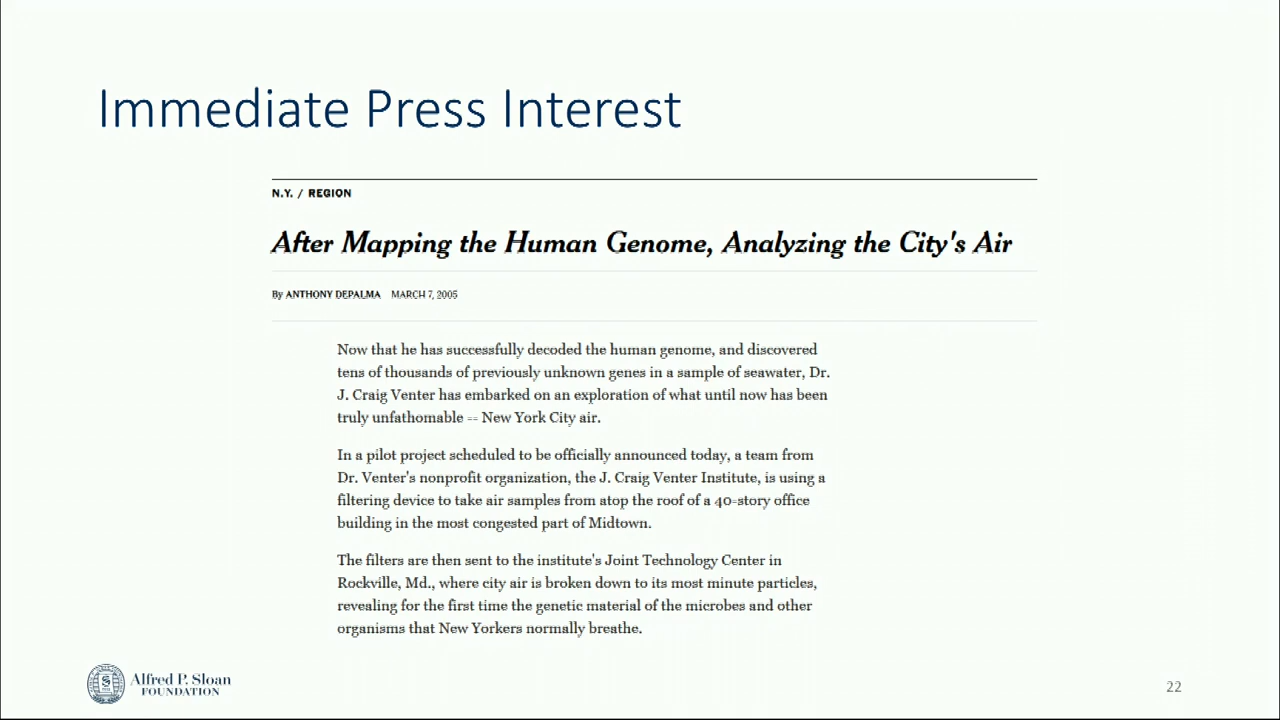 Immediate Press Interest
N.Y. / REGION
After Mapping the Human Genome, Analyzing the City's Air
By ANTHONY DEPALMA MARCH 7, 2005
Now that he has successfully decoded the human genome, and discovered
tens of thousands of previously unknown genes in a sample of seawater, Dr.
J. Craig Venter has embarked on an exploration of what until now has been
truly unfathomable -- New York City air.
In a pilot project scheduled to be officially announced today, a team from
Dr. Venter's nonprofit organization, the J. Craig Venter Institute, is using a
filtering device to take air samples from atop the roof of a 40-story office
building in the most congested part of Midtown.
The filters are then sent to the institute's Joint Technology Center in
Rockville, Md., where city air is broken down to its most minute particles,
revealing for the first time the genetic material of the microbes and other
organisms that New Yorkers normally breathe.
Alfred P. Sloan
FOUNDATION
22